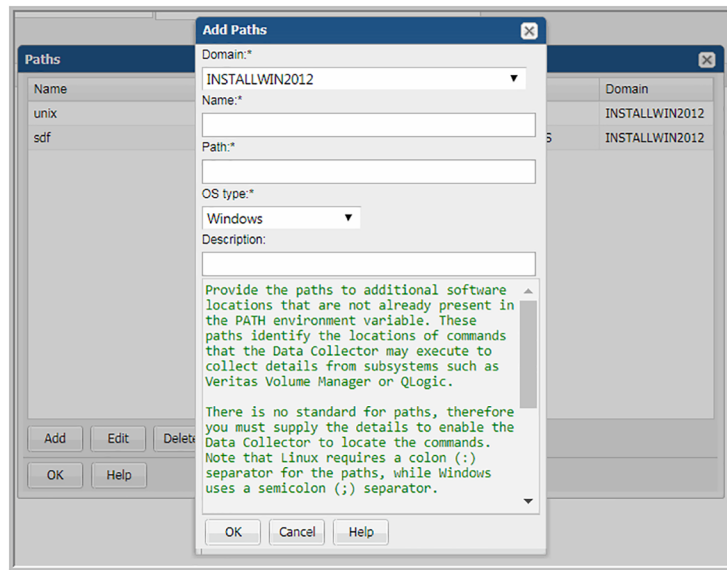 Add Paths
Paths
Domain:*
INSTALLWIN2012
Name
Domain
Name:*
unix
INSTALLWIN2012
sdf
S
INSTALLWIN2012
Path:*
OS type:*
Windows
Description:
Provide the paths to additional software
locations that are not already present in
the PATH environment variable. These
paths identify the locations of commands
that the Data Collector may execute to
collect details from subsystems such as
Veritas Volume Manager or QLogic.
There is no standard for paths, therefore
you must supply the details to enable the
Data Collector to locate the commands.
Note that Linux requires a colon (:)
separator for the paths, while Windows
uses a semicolon (;) separator.
Add Edit Delete
OK Help
OK Cancel Help